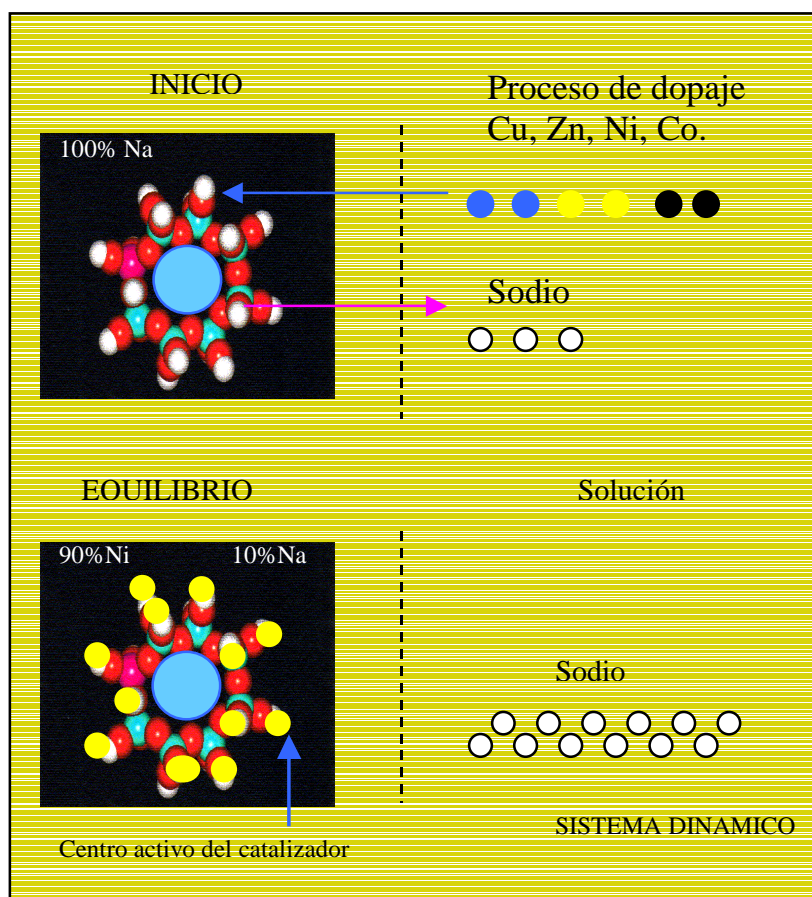 INICIO
Proceso de dopaje
Cu, Zn, Ni, Co.
100% Na
Sodio
EOUILIBRIO
Solución
90%Ni 10%Na
Sodio
SISTEMA DINAMICO
Centro activo del catalizador